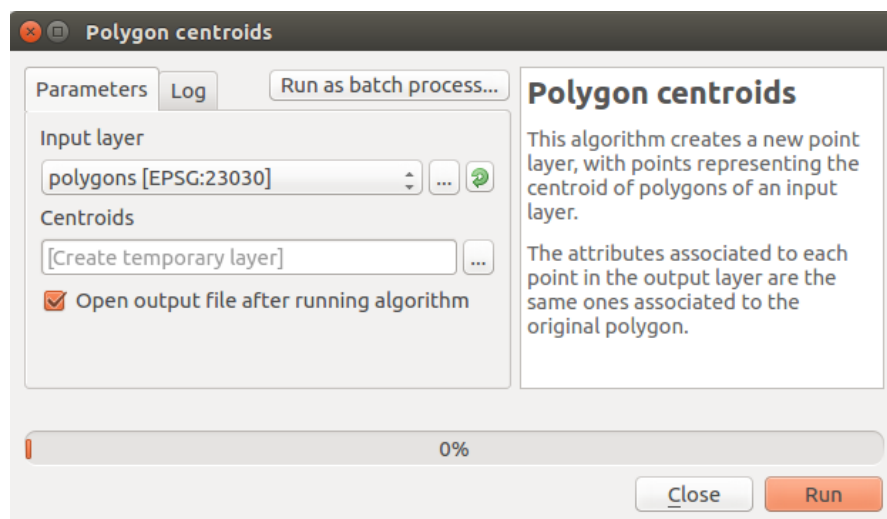 Polygon centroids
Parameters
Log
Run as batch process...
Input layer
polygons [EPSG:23030]
...
Centroids
[Create temporary layer]
...
Open output file after running algorithm
Polygon centroids
This algorithm creates a new point
layer, with points representing the
centroid of polygons of an input
layer.
The attributes associated to each
point in the output layer are the
same ones associated to the
original polygon.
0%
Close
Run